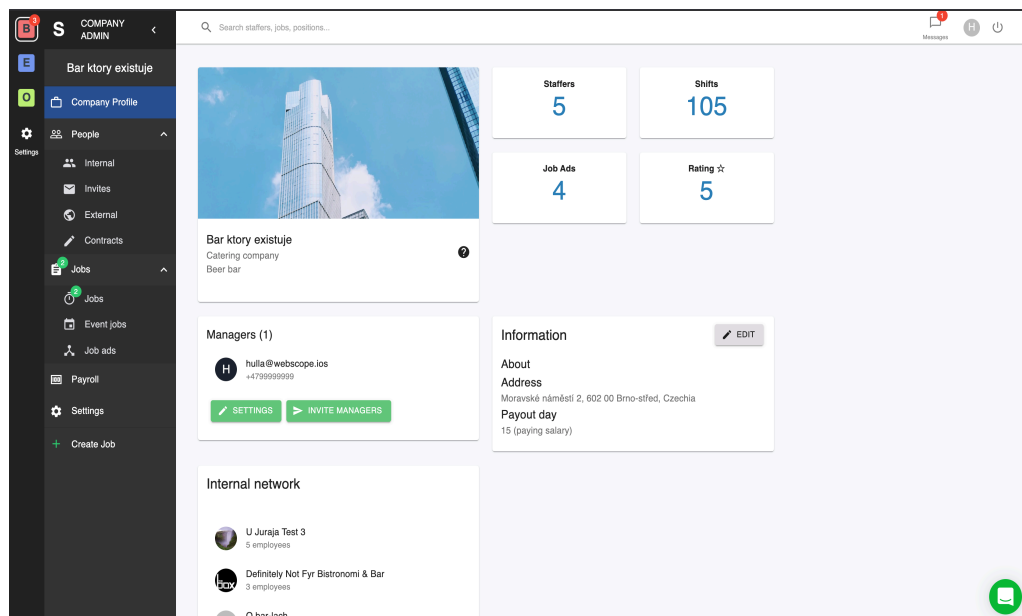 B
3
E
O
Settings
S
COMPANY
ADMIN
Bar ktory existuje
Company Profile
People
Internal
Invites
External
Contracts
2
Jobs
2
Jobs
Event jobs
Job ads
Payroll
Settings
+ Create Job
Search staffers, jobs, positions...
1
Messages
H
Bar ktory existuje
Catering company
Beer bar
?
Staffers
5
Shifts
105
Job Ads
4
Rating ☆
5
Managers (1)
H
hulla@webscope.ios
+4799999999
SETTINGS
INVITE MANAGERS
Information
EDIT
About
Address
Moravské náměstí 2, 602 00 Brno-střed, Czechia
Payout day
15 (paying salary)
Internal network
U Juraja Test 3
5 employees
BOX
Definitely Not Fyr Bistronomi & Bar
3 employees